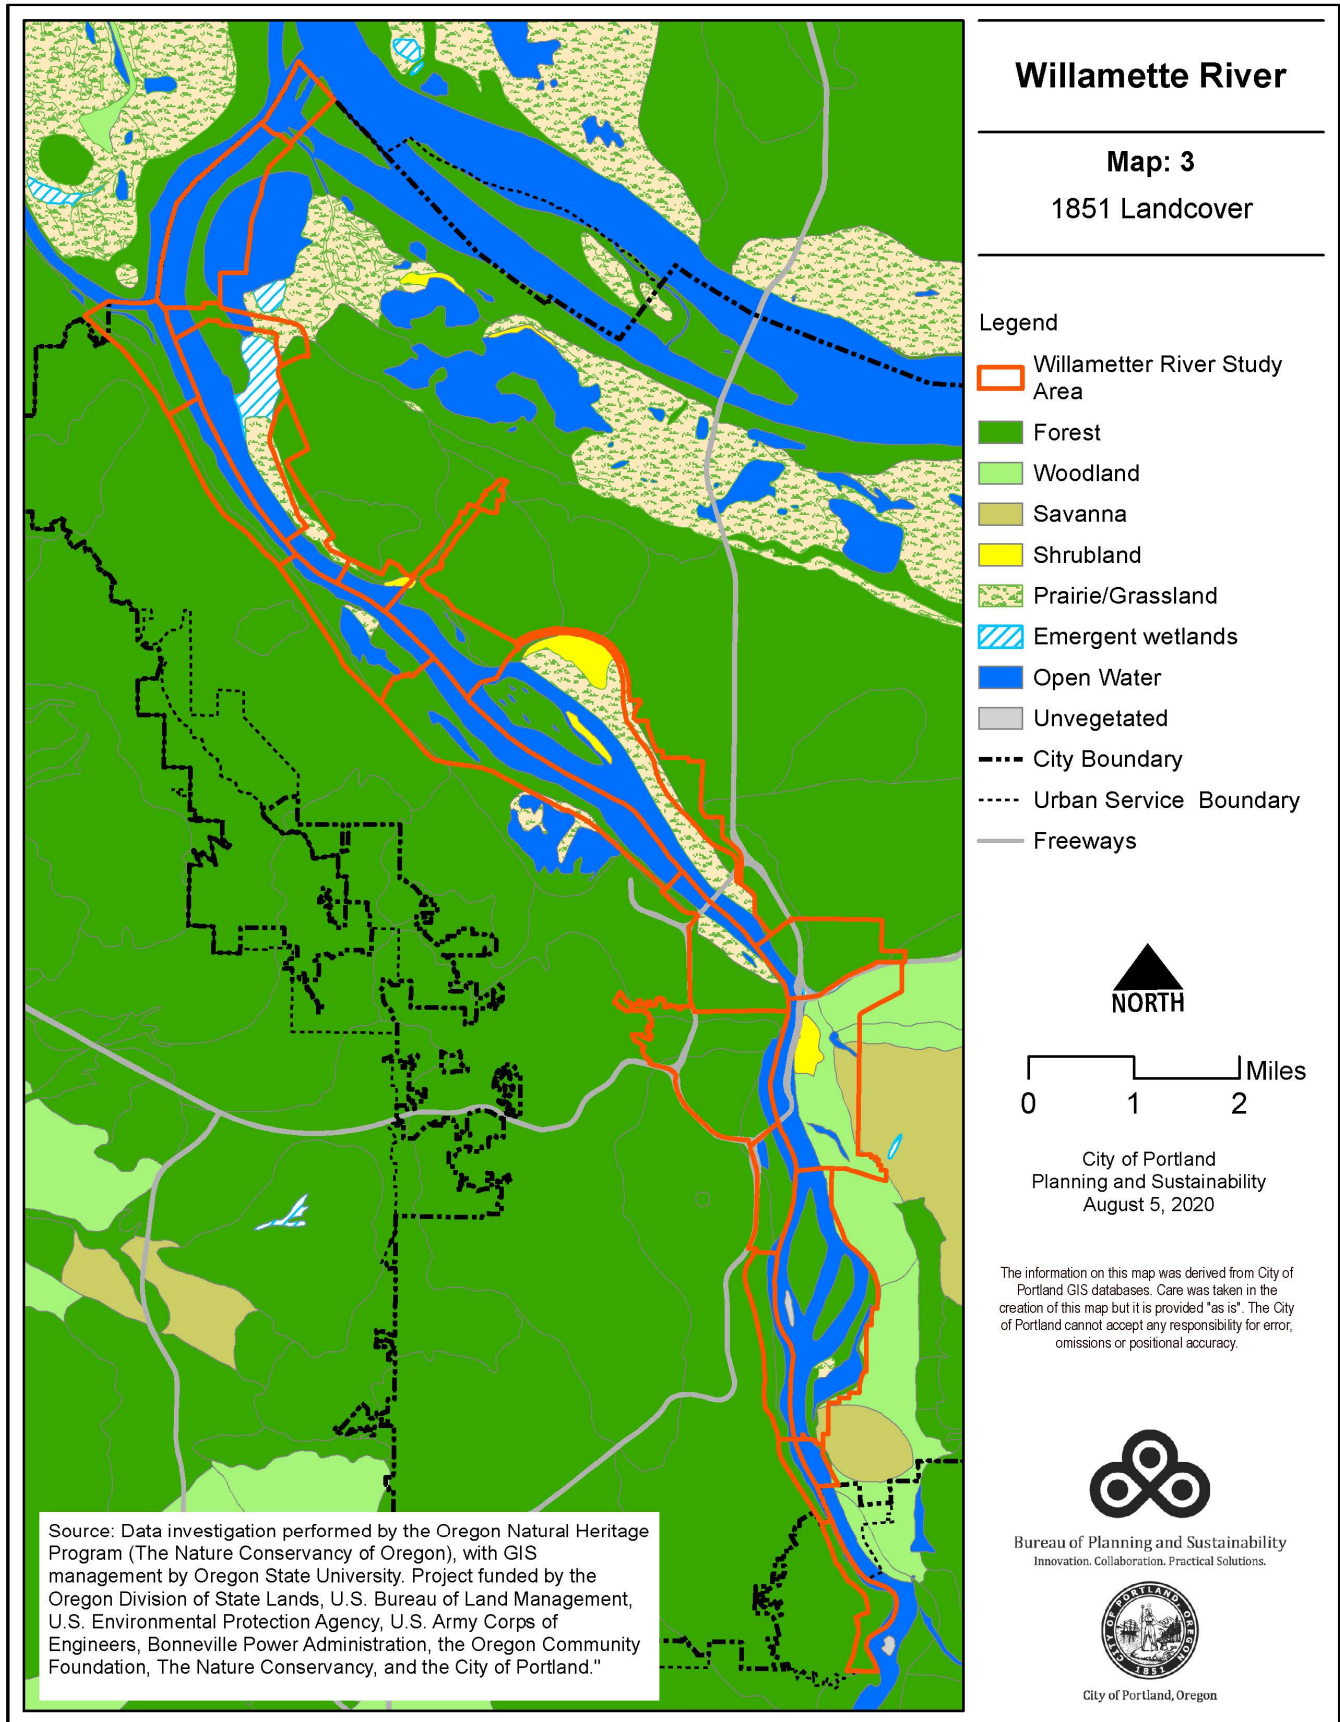 Willamette River
Map: 3
1851 Landcover
Legend
Willametter River Study
Area
Forest
Woodland
Savanna
Shrubland
Prairie/Grassland
Emergent wetlands
Open Water
Unvegetated
City Boundary
Urban Service Boundary
Freeways
NORTH
Miles
0 1 2
City of Portland
Planning and Sustainability
August 5, 2020
The information on this map was derived from City of
Portland GIS databases. Care was taken in the
creation of this map but it is provided "as is". The City
of Portland cannot accept any responsibility for error,
omissions or positional accuracy.
Bureau of Planning and Sustainability
Innovation. Collaboration. Practical Solutions.
CITY OF PORTLAND, OREGON
1851
City of Portland, Oregon
Source: Data investigation performed by the Oregon Natural Heritage
Program (The Nature Conservancy of Oregon), with GIS
management by Oregon State University. Project funded by the
Oregon Division of State Lands, U.S. Bureau of Land Management,
U.S. Environmental Protection Agency, U.S. Army Corps of
Engineers, Bonneville Power Administration, the Oregon Community
Foundation, The Nature Conservancy, and the City of Portland."